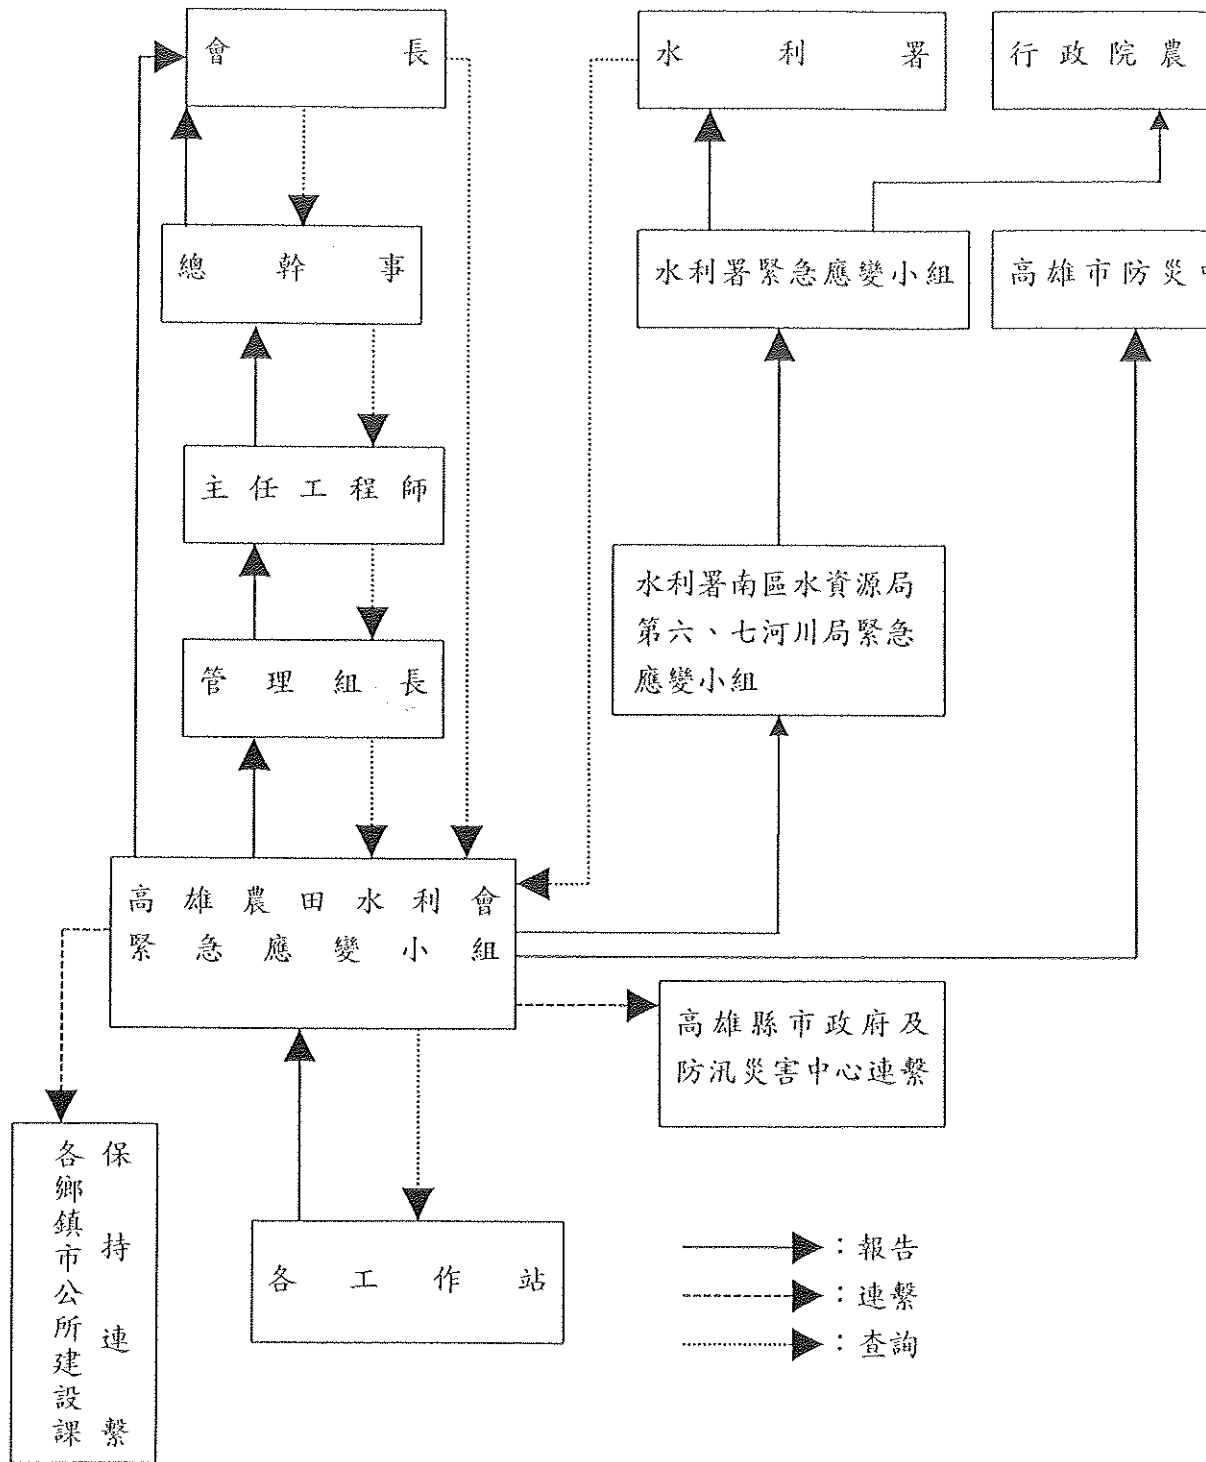 會長
水利署
行政院農
總幹事
水利署緊急應變小組
高雄市防災
主任工程師
水利署南區水資源局
第六、七河川局緊急
應變小組
管理組長
高雄農田水利會
緊急應變小組
高雄縣市政府及
防汛災害中心連繫
保持連繫
各鄉鎮市公所建設課
各工作站
：報告
：連繫
：查詢